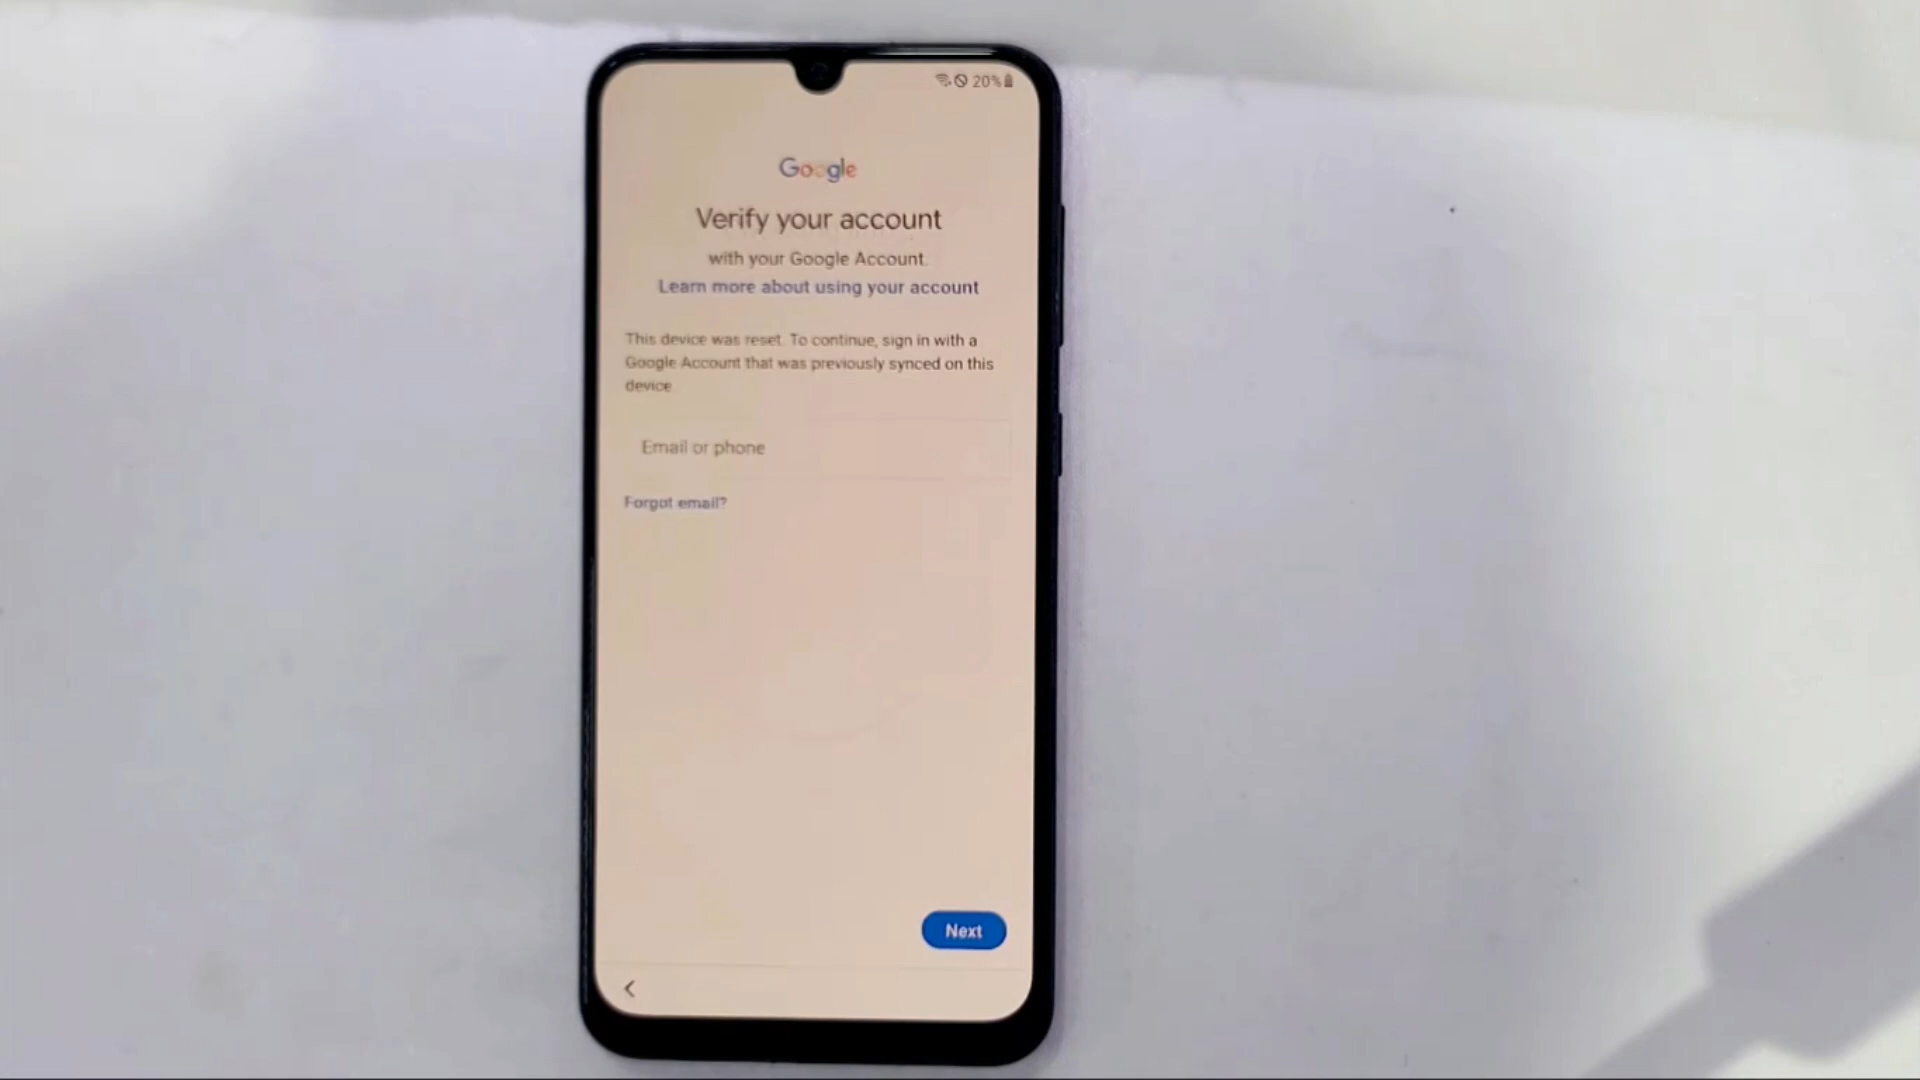 20%
Google
Verify your account
with your Google Account.
Learn more about using your account
This device was reset. To continue, sign in with a
Google Account that was previously synced on this
device.
Email or phone
Forgot email?
Next